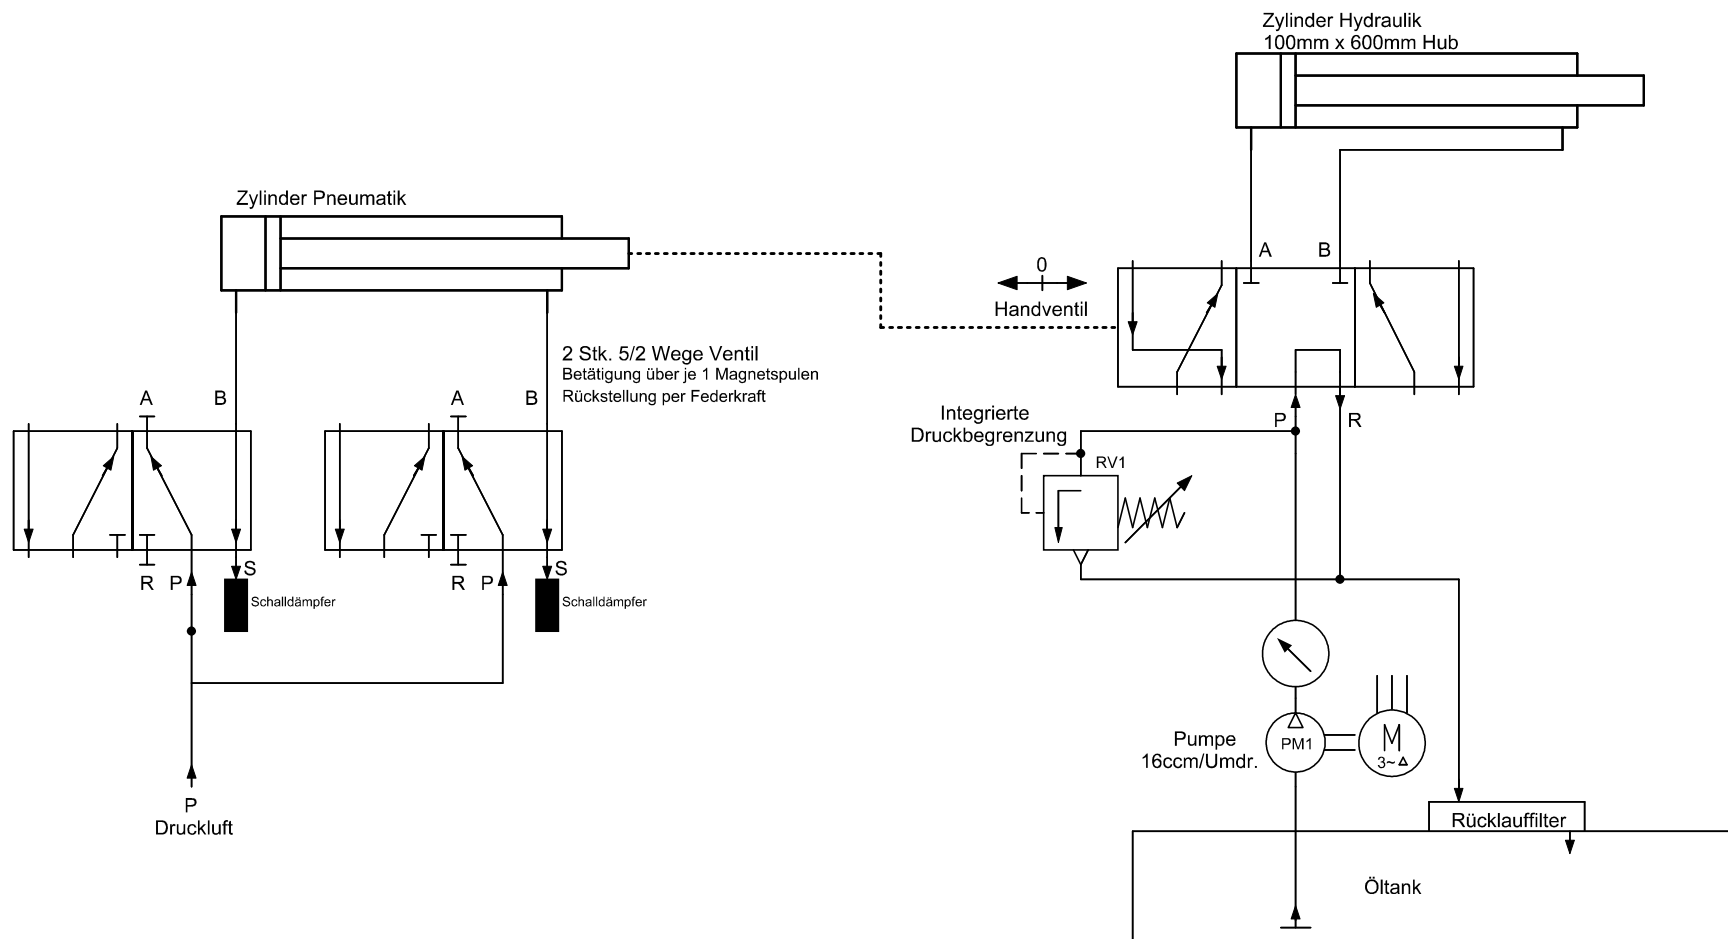 Zylinder Hydraulik
100mm x 600mm Hub
Zylinder Pneumatik
A
B
0
Handventil
2 Stk. 5/2 Wege Ventil
Betätigung über je 1 Magnetspulen
Rückstellung per Federkraft
A
B
A
B
Integrierte
Druckbegrenzung
P
R
RV1
R
P
S
Schalldämpfer
R
P
S
Schalldämpfer
Pumpe
16ccm/Umdr.
PM1
M
3~ Δ
P
Druckluft
Rücklauffilter
Öltank